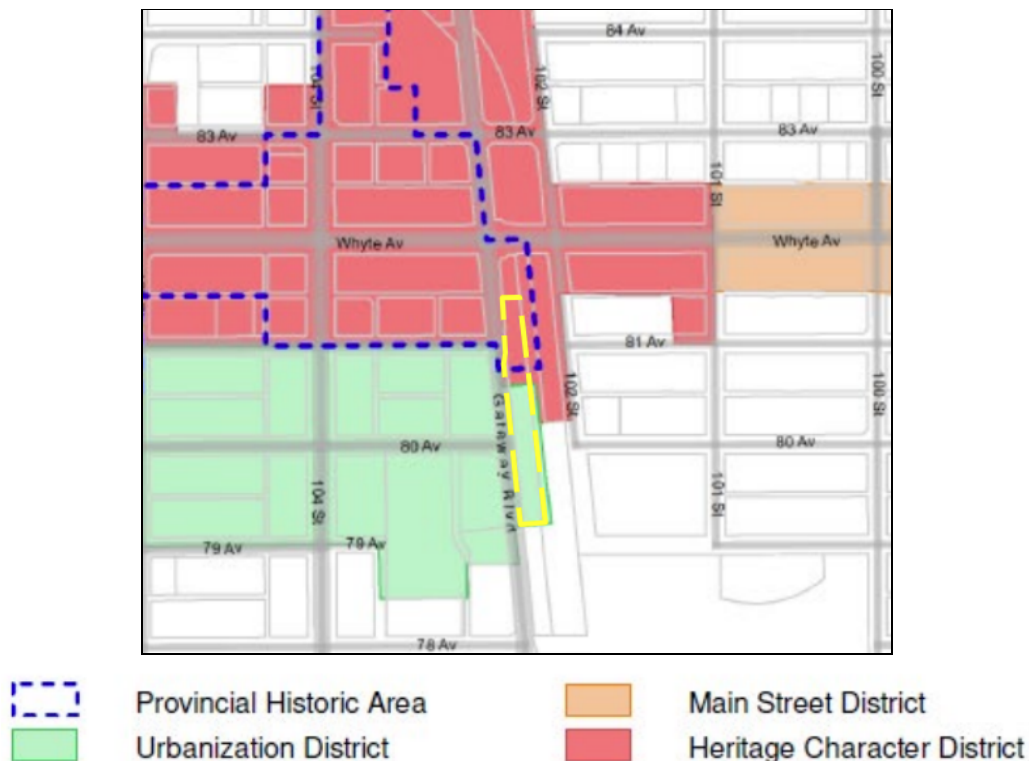 84 Av
104 St
102 St
100 St
83 Av
83 Av
83 Av
101 St
Whyte Av
Whyte Av
81 Av
102 St
100 St
Gateway Blvd
80 Av
80 Av
104 St
101 St
79 Av
79 Av
78 Av
Provincial Historic Area
Main Street District
Urbanization District
Heritage Character District